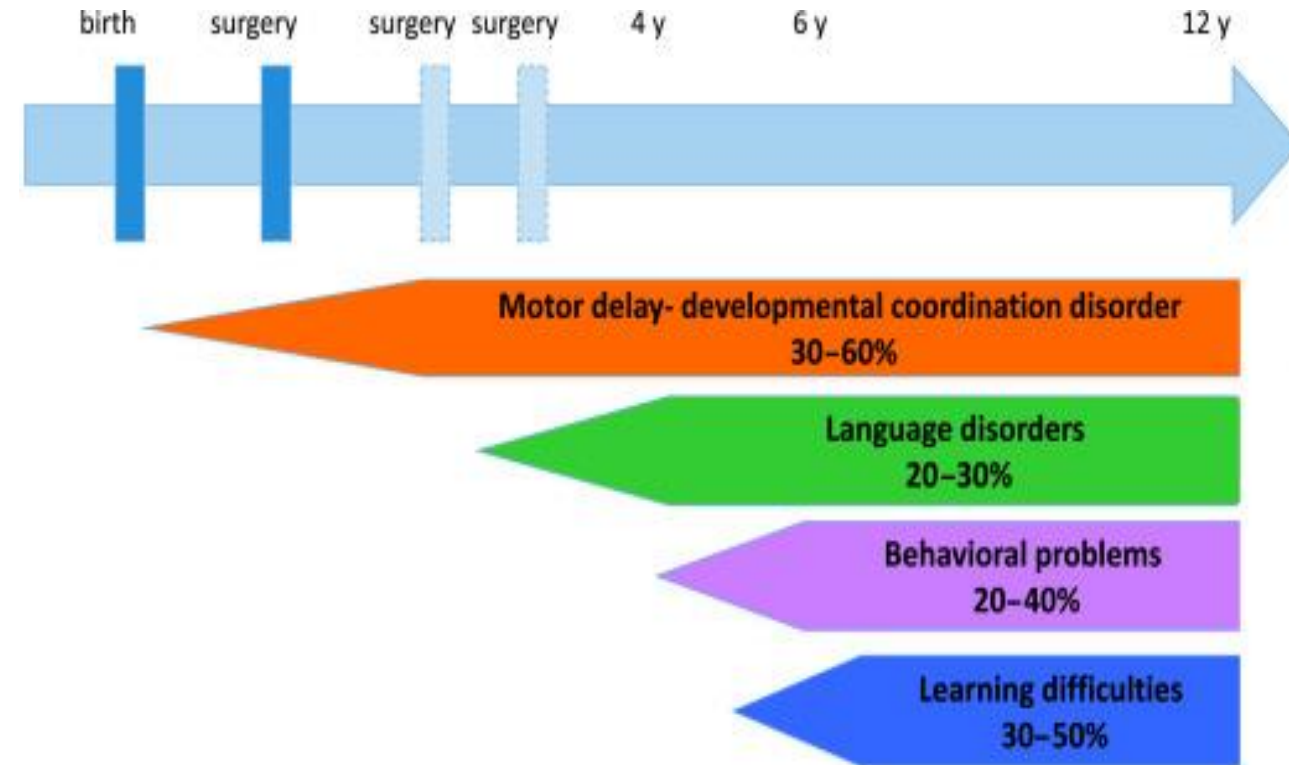 birth surgery surgery surgery 4 y 6 y 12 y
Motor delay- developmental coordination disorder
30–60%
Language disorders
20–30%
Behavioral problems
20–40%
Learning difficulties
30–50%